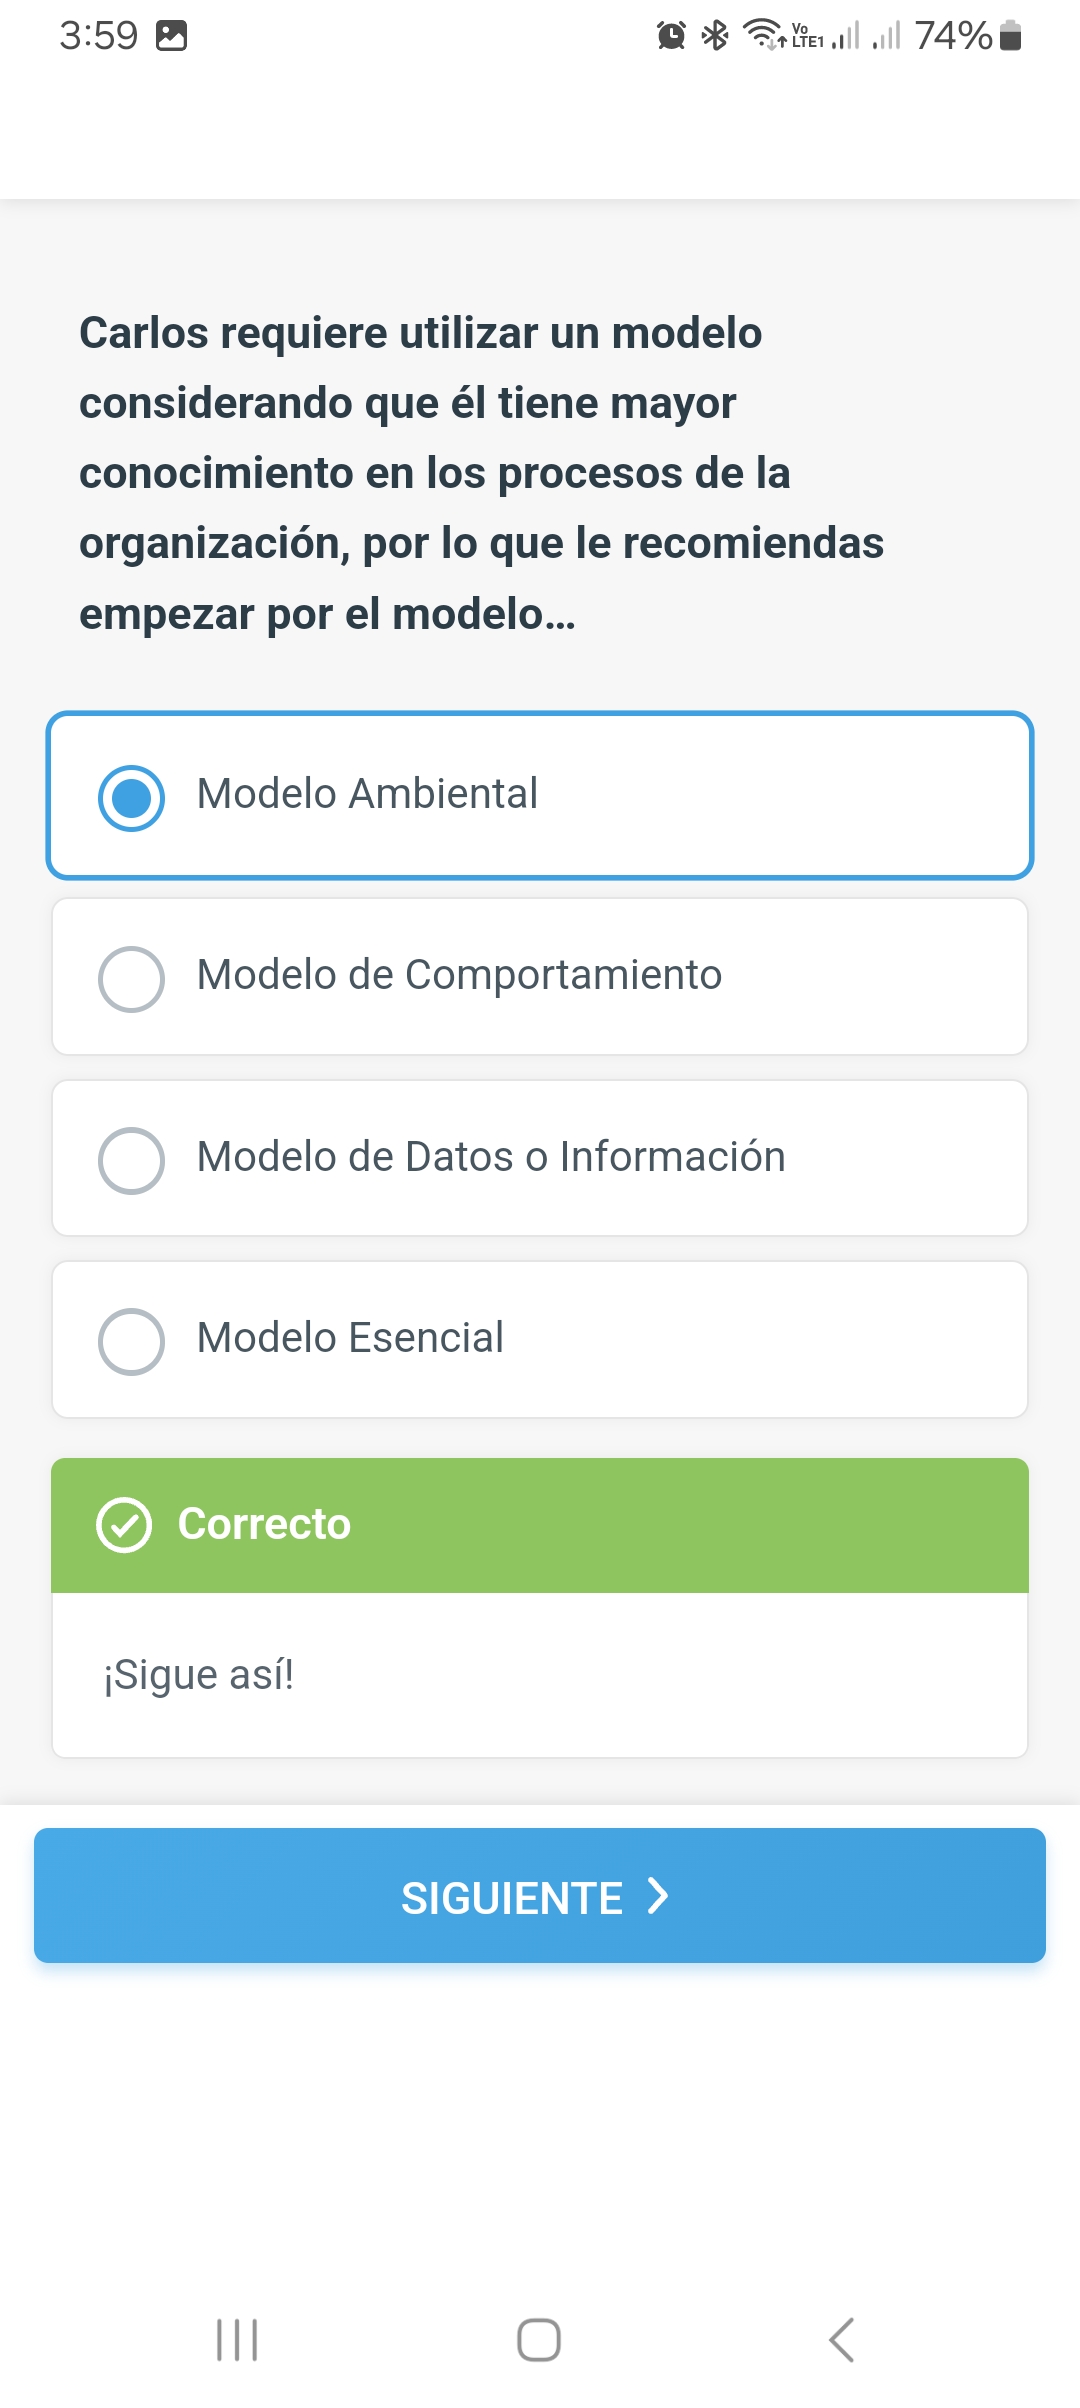 3:59
Vo LTE1 74%
Carlos requiere utilizar un modelo
considerando que él tiene mayor
conocimiento en los procesos de la
organización, por lo que le recomiendas
empezar por el modelo...
Modelo Ambiental
Modelo de Comportamiento
Modelo de Datos o Información
Modelo Esencial
Correcto
¡Sigue así!
SIGUIENTE